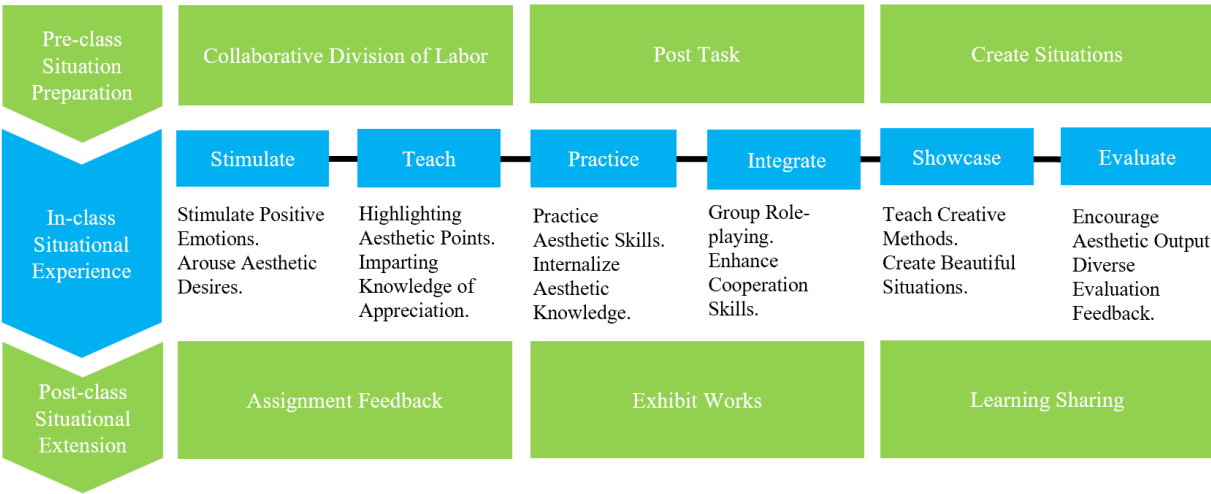 Pre-class
Situation
Preparation
Collaborative Division of Labor
Post Task
Create Situations
In-class
Situational
Experience
Stimulate
Teach
Practice
Integrate
Showcase
Evaluate
Stimulate Positive
Emotions.
Arouse Aesthetic
Desires.
Highlighting
Aesthetic Points.
Imparting
Knowledge of
Appreciation.
Practice
Aesthetic Skills.
Internalize
Aesthetic
Knowledge.
Group Role-
playing.
Enhance
Cooperation
Skills.
Teach Creative
Methods.
Create Beautiful
Situations.
Encourage
Aesthetic Output
Diverse
Evaluation
Feedback.
Post-class
Situational
Extension
Assignment Feedback
Exhibit Works
Learning Sharing